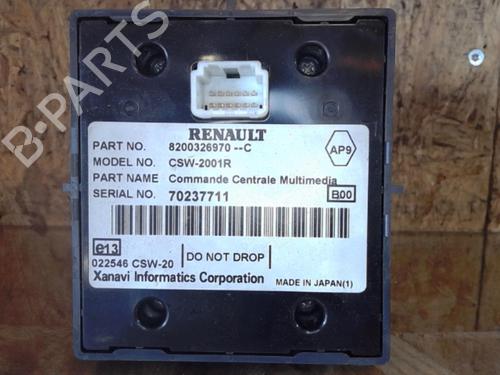 B-PARTS
RENAULT
PART NO. 8200326970 --C
AP9
MODEL NO. CSW-2001R
PART NAME Commande Centrale Multimedia
SERIAL NO. 70237711
B00
e13
DO NOT DROP
022546 CSW-20
Xanavi Informatics Corporation
MADE IN JAPAN(1)